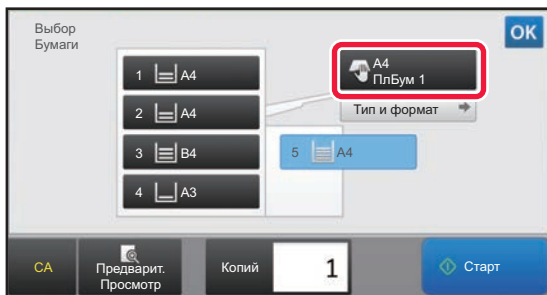 Выбор
Бумаги
OK
A4
ПлБум 1
1 A4
Тип и формат
2 A4
3 B4
5 A4
4 A3
CA
Предварит.
Просмотр
Копий
1
Старт